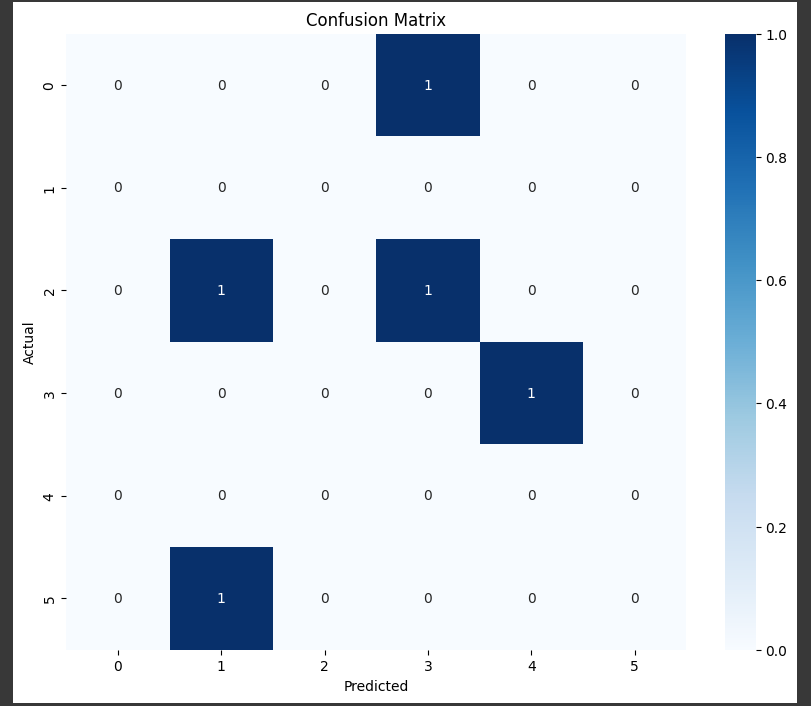 Confusion Matrix
0 0 0 0 1 0 0
1 0 0 0 0 0 0
2 0 1 0 1 0 0
3 0 0 0 0 1 0
4 0 0 0 0 0 0
5 0 1 0 0 0 0
0 1 2 3 4 5
Actual
Predicted
1.0
0.8
0.6
0.4
0.2
0.0